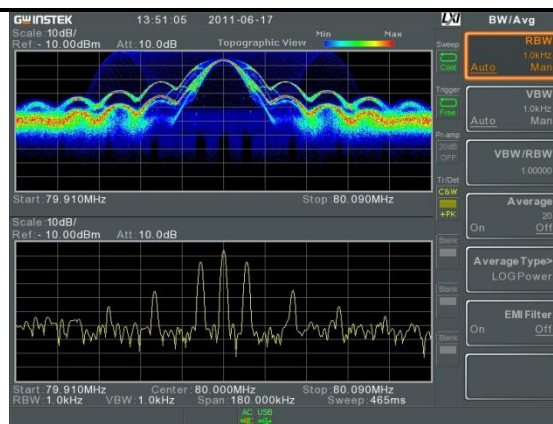 GWINSTEK 13:51:05 2011-06-17 LXI BW/Avg
Scale:10dB/
Ref:- 10.00dBm Att:10.0dB Topographic View Min Max
Start:79.910MHz Stop:80.090MHz
Scale:10dB/
Ref:- 10.00dBm Att:10.0dB
Start:79.910MHz Center:80.000MHz Stop:80.090MHz
RBW:1.0kHz VBW:1.0kHz Span:180.000kHz Sweep:465ms
AC USB
Sweep
Cont
Trigger
Free
Pr-amp
20dB
OFF
Tr/Det
C&W
+PK
Blank
Blank
Blank
RBW
1.0kHz
Auto Man
VBW
1.0kHz
Auto Man
VBW/RBW
1.00000
Average
20
On Off
AverageType>
LOGPower
EMI Filter
On Off